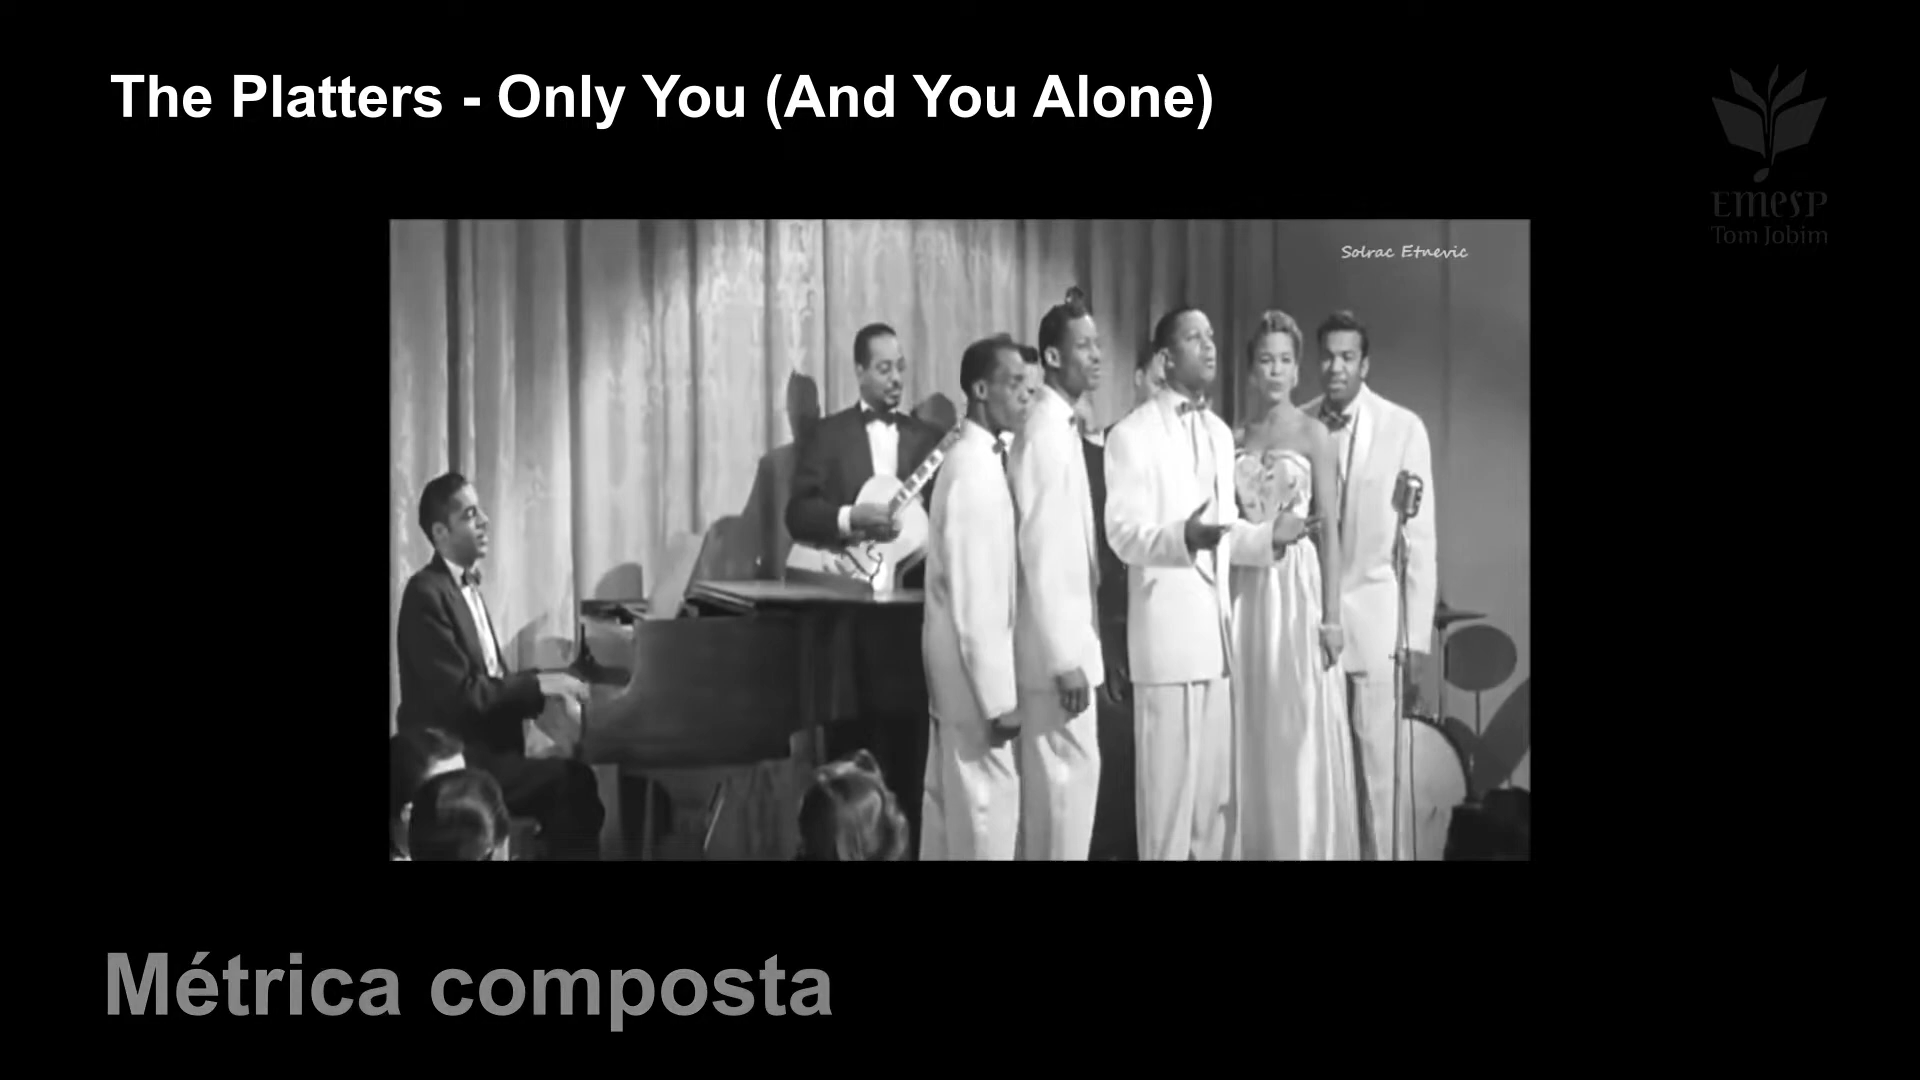 The Platters - Only You (And You Alone)
EMESP
Tom Jobim
Solrac Etnevic
Métrica composta